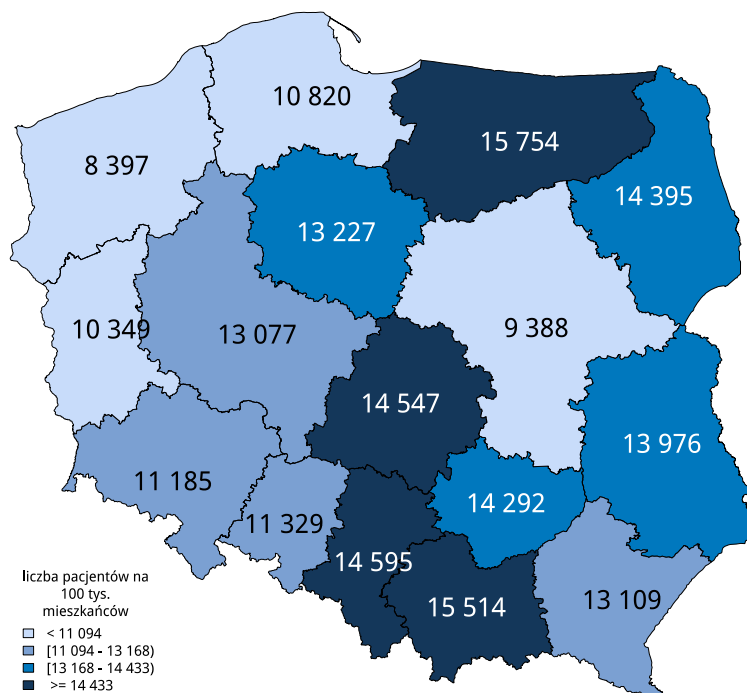 10 820
15 754
8 397
14 395
13 227
10 349
13 077
9 388
14 547
13 976
11 185
14 292
11 329
14 595
15 514
13 109
liczba pacjentów na
100 tys.
mieszkańców
< 11 094
[11 094 - 13 168)
[13 168 - 14 433)
>= 14 433